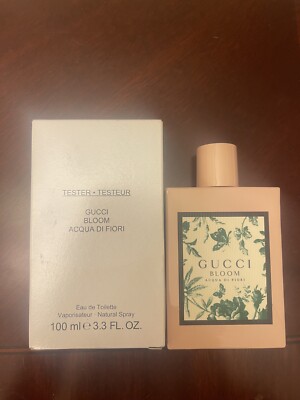 TESTER • TESTEUR
GUCCI
BLOOM
ACQUA DI FIORI
Eau de Toilette
Vaporisateur - Natural Spray
100 ml ℮ 3.3 FL. OZ.
GUCCI
BLOOM
ACQUA DI FIORI